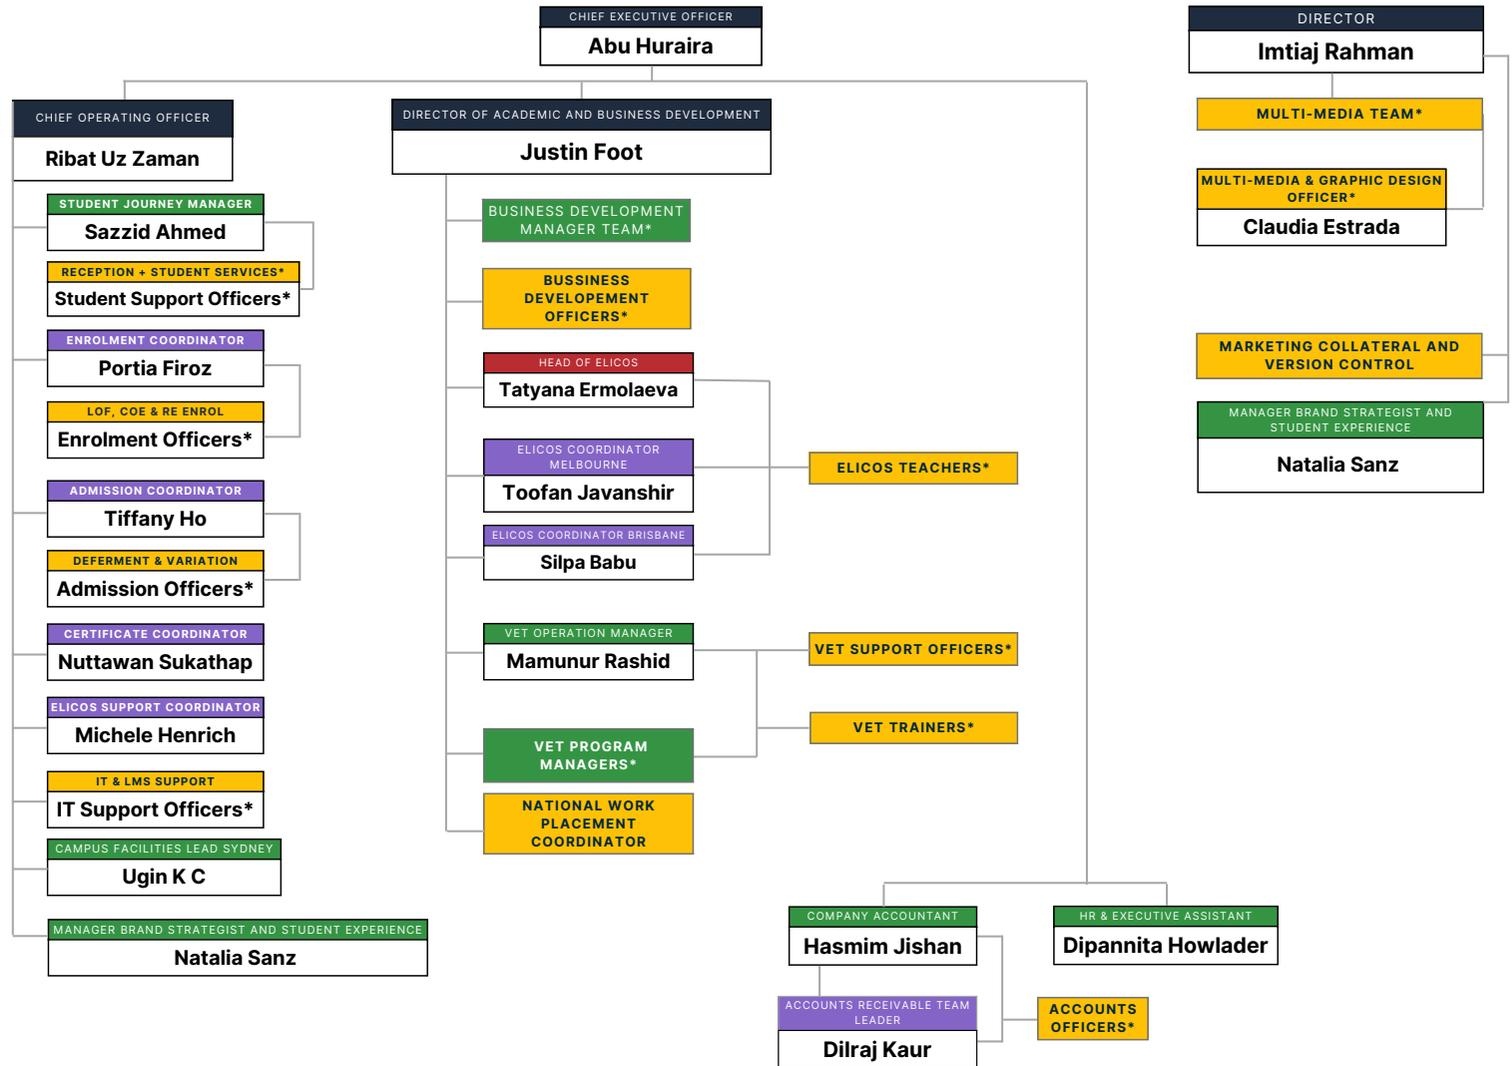 CHIEF EXECUTIVE OFFICER
Abu Huraira
DIRECTOR
Imtiaj Rahman
CHIEF OPERATING OFFICER
Ribat Uz Zaman
STUDENT JOURNEY MANAGER
Sazzid Ahmed
RECEPTION + STUDENT SERVICES*
Student Support Officers*
ENROLMENT COORDINATOR
Portia Firoz
LOF, COE & RE ENROL
Enrolment Officers*
ADMISSION COORDINATOR
Tiffany Ho
DEFERMENT & VARIATION
Admission Officers*
CERTIFICATE COORDINATOR
Nuttawan Sukathap
ELICOS SUPPORT COORDINATOR
Michele Henrich
IT & LMS SUPPORT
IT Support Officers*
CAMPUS FACILITIES LEAD SYDNEY
Ugin K C
MANAGER BRAND STRATEGIST AND STUDENT EXPERIENCE
Natalia Sanz
DIRECTOR OF ACADEMIC AND BUSINESS DEVELOPMENT
Justin Foot
BUSINESS DEVELOPMENT
MANAGER TEAM*
BUSSINESS
DEVELOPEMENT
OFFICERS*
HEAD OF ELICOS
Tatyana Ermolaeva
ELICOS COORDINATOR
MELBOURNE
Toofan Javanshir
ELICOS COORDINATOR BRISBANE
Silpa Babu
ELICOS TEACHERS*
VET OPERATION MANAGER
Mamunur Rashid
VET SUPPORT OFFICERS*
VET TRAINERS*
VET PROGRAM
MANAGERS*
NATIONAL WORK
PLACEMENT
COORDINATOR
COMPANY ACCOUNTANT
Hasmim Jishan
HR & EXECUTIVE ASSISTANT
Dipannita Howlader
ACCOUNTS RECEIVABLE TEAM
LEADER
Dilraj Kaur
ACCOUNTS
OFFICERS*
MULTI-MEDIA TEAM*
MULTI-MEDIA & GRAPHIC DESIGN
OFFICER*
Claudia Estrada
MARKETING COLLATERAL AND
VERSION CONTROL
MANAGER BRAND STRATEGIST AND
STUDENT EXPERIENCE
Natalia Sanz